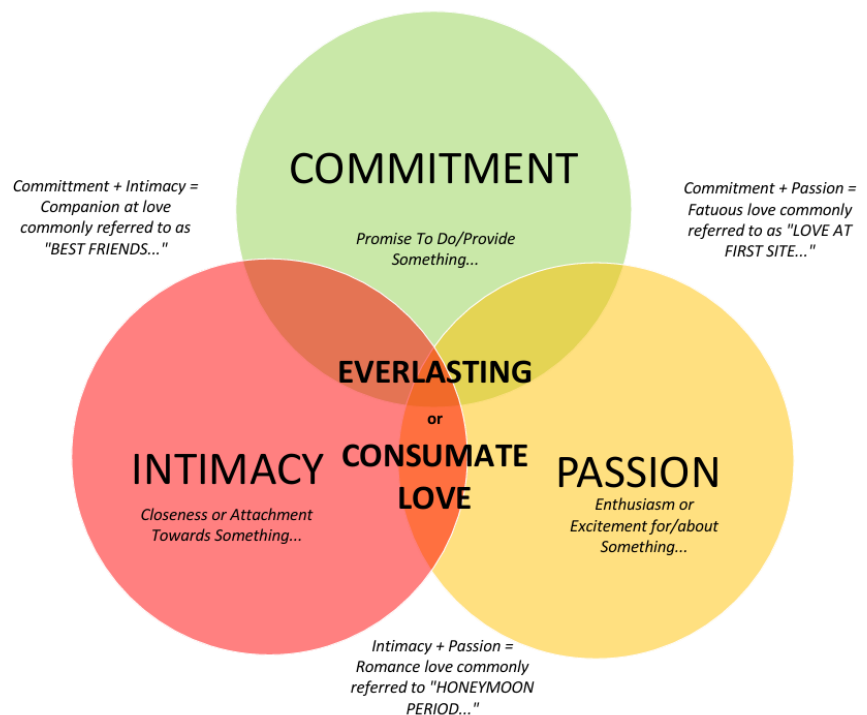 COMMITMENT
Promise To Do/Provide
Something...
Committment + Intimacy =
Companion at love
commonly referred to as
"BEST FRIENDS..."
Commitment + Passion =
Fatuous love commonly
referred to as "LOVE AT
FIRST SITE..."
EVERLASTING
or
CONSUMATE
LOVE
INTIMACY
Closeness or Attachment
Towards Something...
PASSION
Enthusiasm or
Excitement for/about
Something...
Intimacy + Passion =
Romance love commonly
referred to "HONEYMOON
PERIOD..."